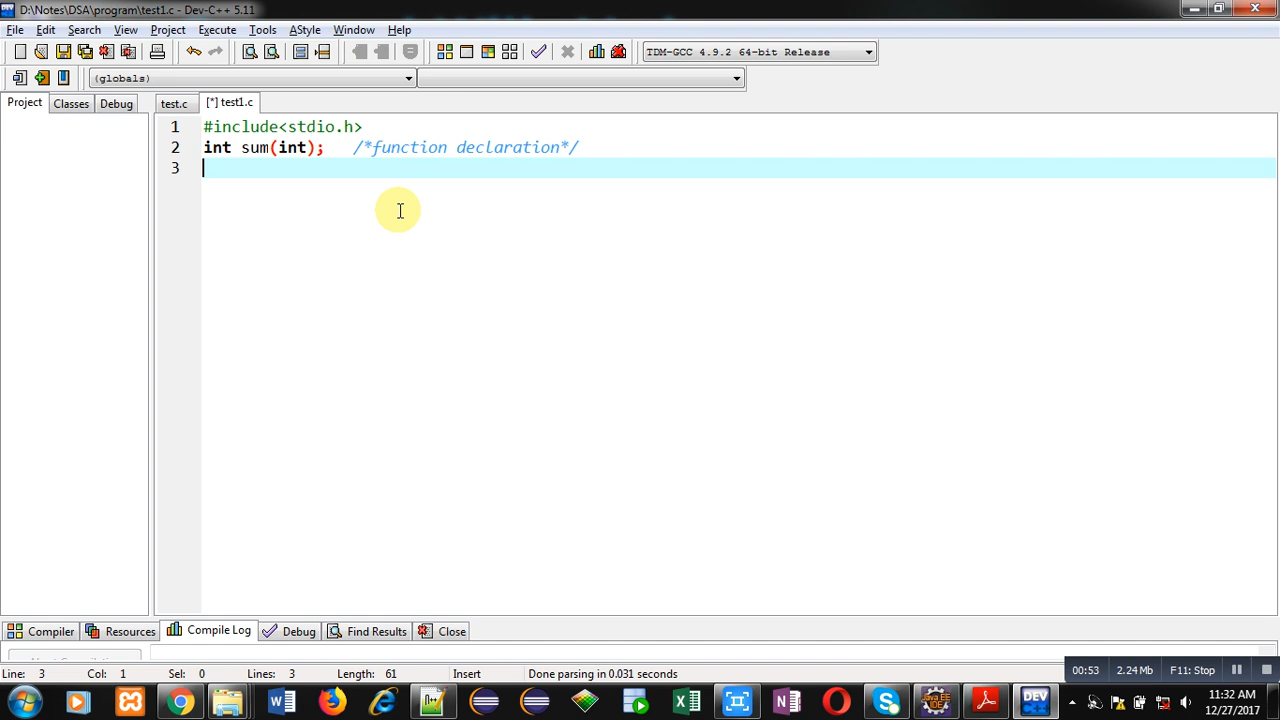 D:\Notes\DSA\program\test1.c - Dev-C++ 5.11
File Edit Search View Project Execute Tools AStyle Window Help
TDM-GCC 4.9.2 64-bit Release
(globals)
Project Classes Debug test.c [*] test1.c
1 #include<stdio.h>
2 int sum(int); /*function declaration*/
3
Compiler Resources Compile Log Debug Find Results Close
Line: 3 Col: 1 Sel: 0 Lines: 3 Length: 61 Insert Done parsing in 0.031 seconds
00:53 2.24 Mb F11: Stop
11:32 AM
12/27/2017